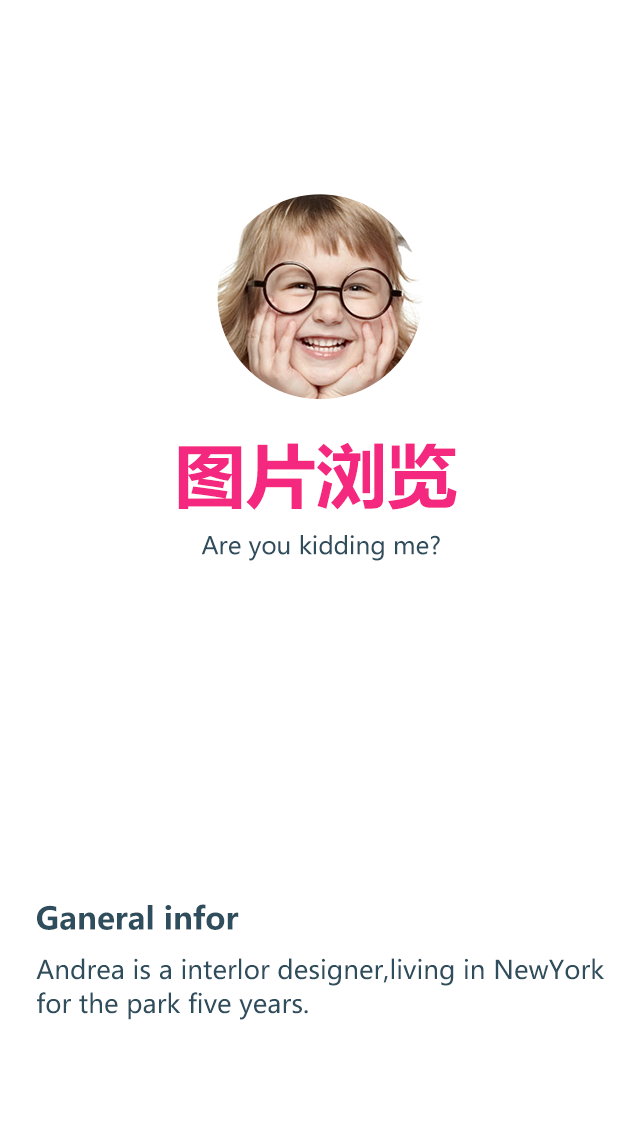 图片浏览
Are you kidding me?
Ganeral infor
Andrea is a interlor designer,living in NewYork
for the park five years.